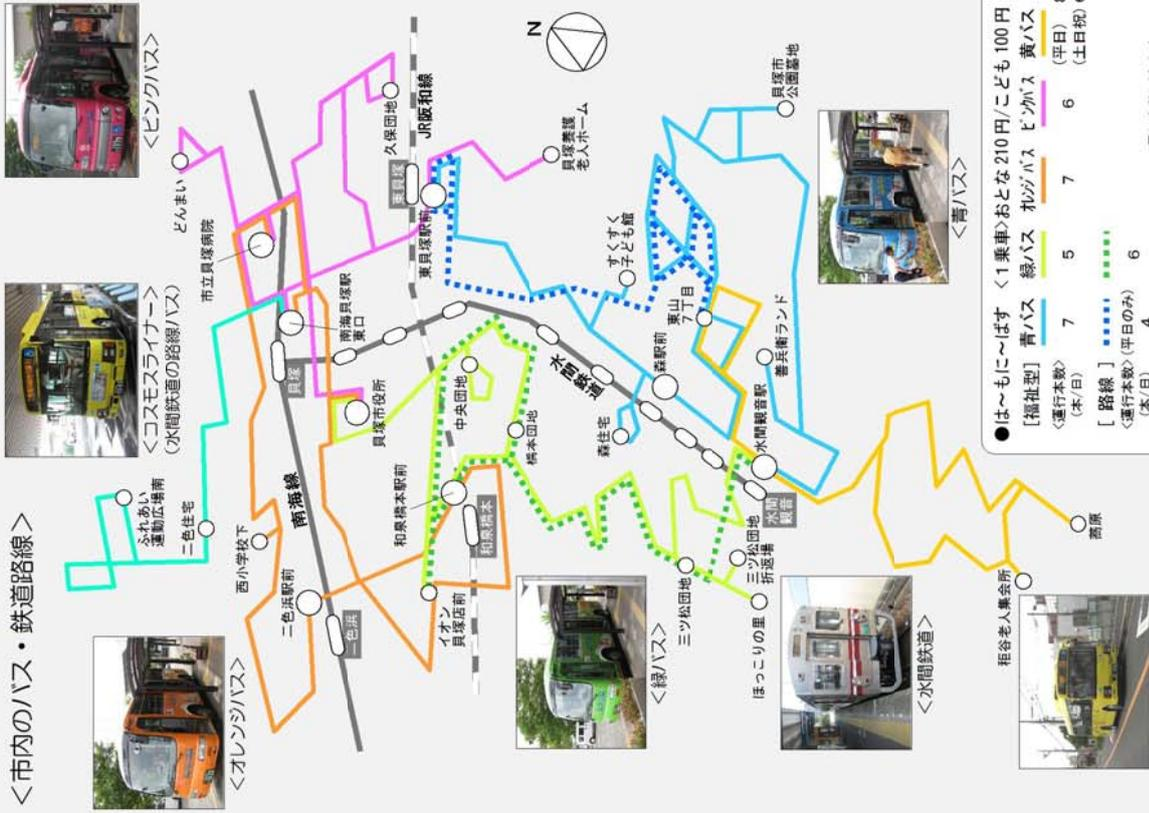 <市内のバス・鉄道路線>
<オレンジバス>
<コスモスライナー>
(水間鉄道の路線バス)
<ピンクバス>
ふれあい
運動広場南
二色住宅
西小学校下
二色浜駅前
二色浜
南海線
どんまい
市立貝塚病院
貝塚
南海貝塚駅
東口
貝塚市役所
久保団地
JR阪和線
東貝塚
東貝塚駅前
貝塚養護
老人ホーム
N
和泉橋本駅前
和泉橋本
イオン
貝塚店前
中央団地
橋本団地
水間鉄道
すくすく
子ども館
東山
7丁目
森駅前
森住宅
貝塚市
公園墓地
善兵衛ランド
水間観音駅
水間
観音
三ツ松団地
三ツ松団地
折返場
ほっこりの里
<緑バス>
<水間鉄道>
<青バス>
秬谷老人集会所
蕎原
●は~もに~ばす <1乗車>おとな210円/こども100円
[福祉型] 青バス 緑バス オレンジバス ピンクバス 黄バス
<運行本数> 7 5 7 6 (平日)
(本/日) (土日祝)
[路線]
<運行本数>(平日のみ) 6
(本/日) 4